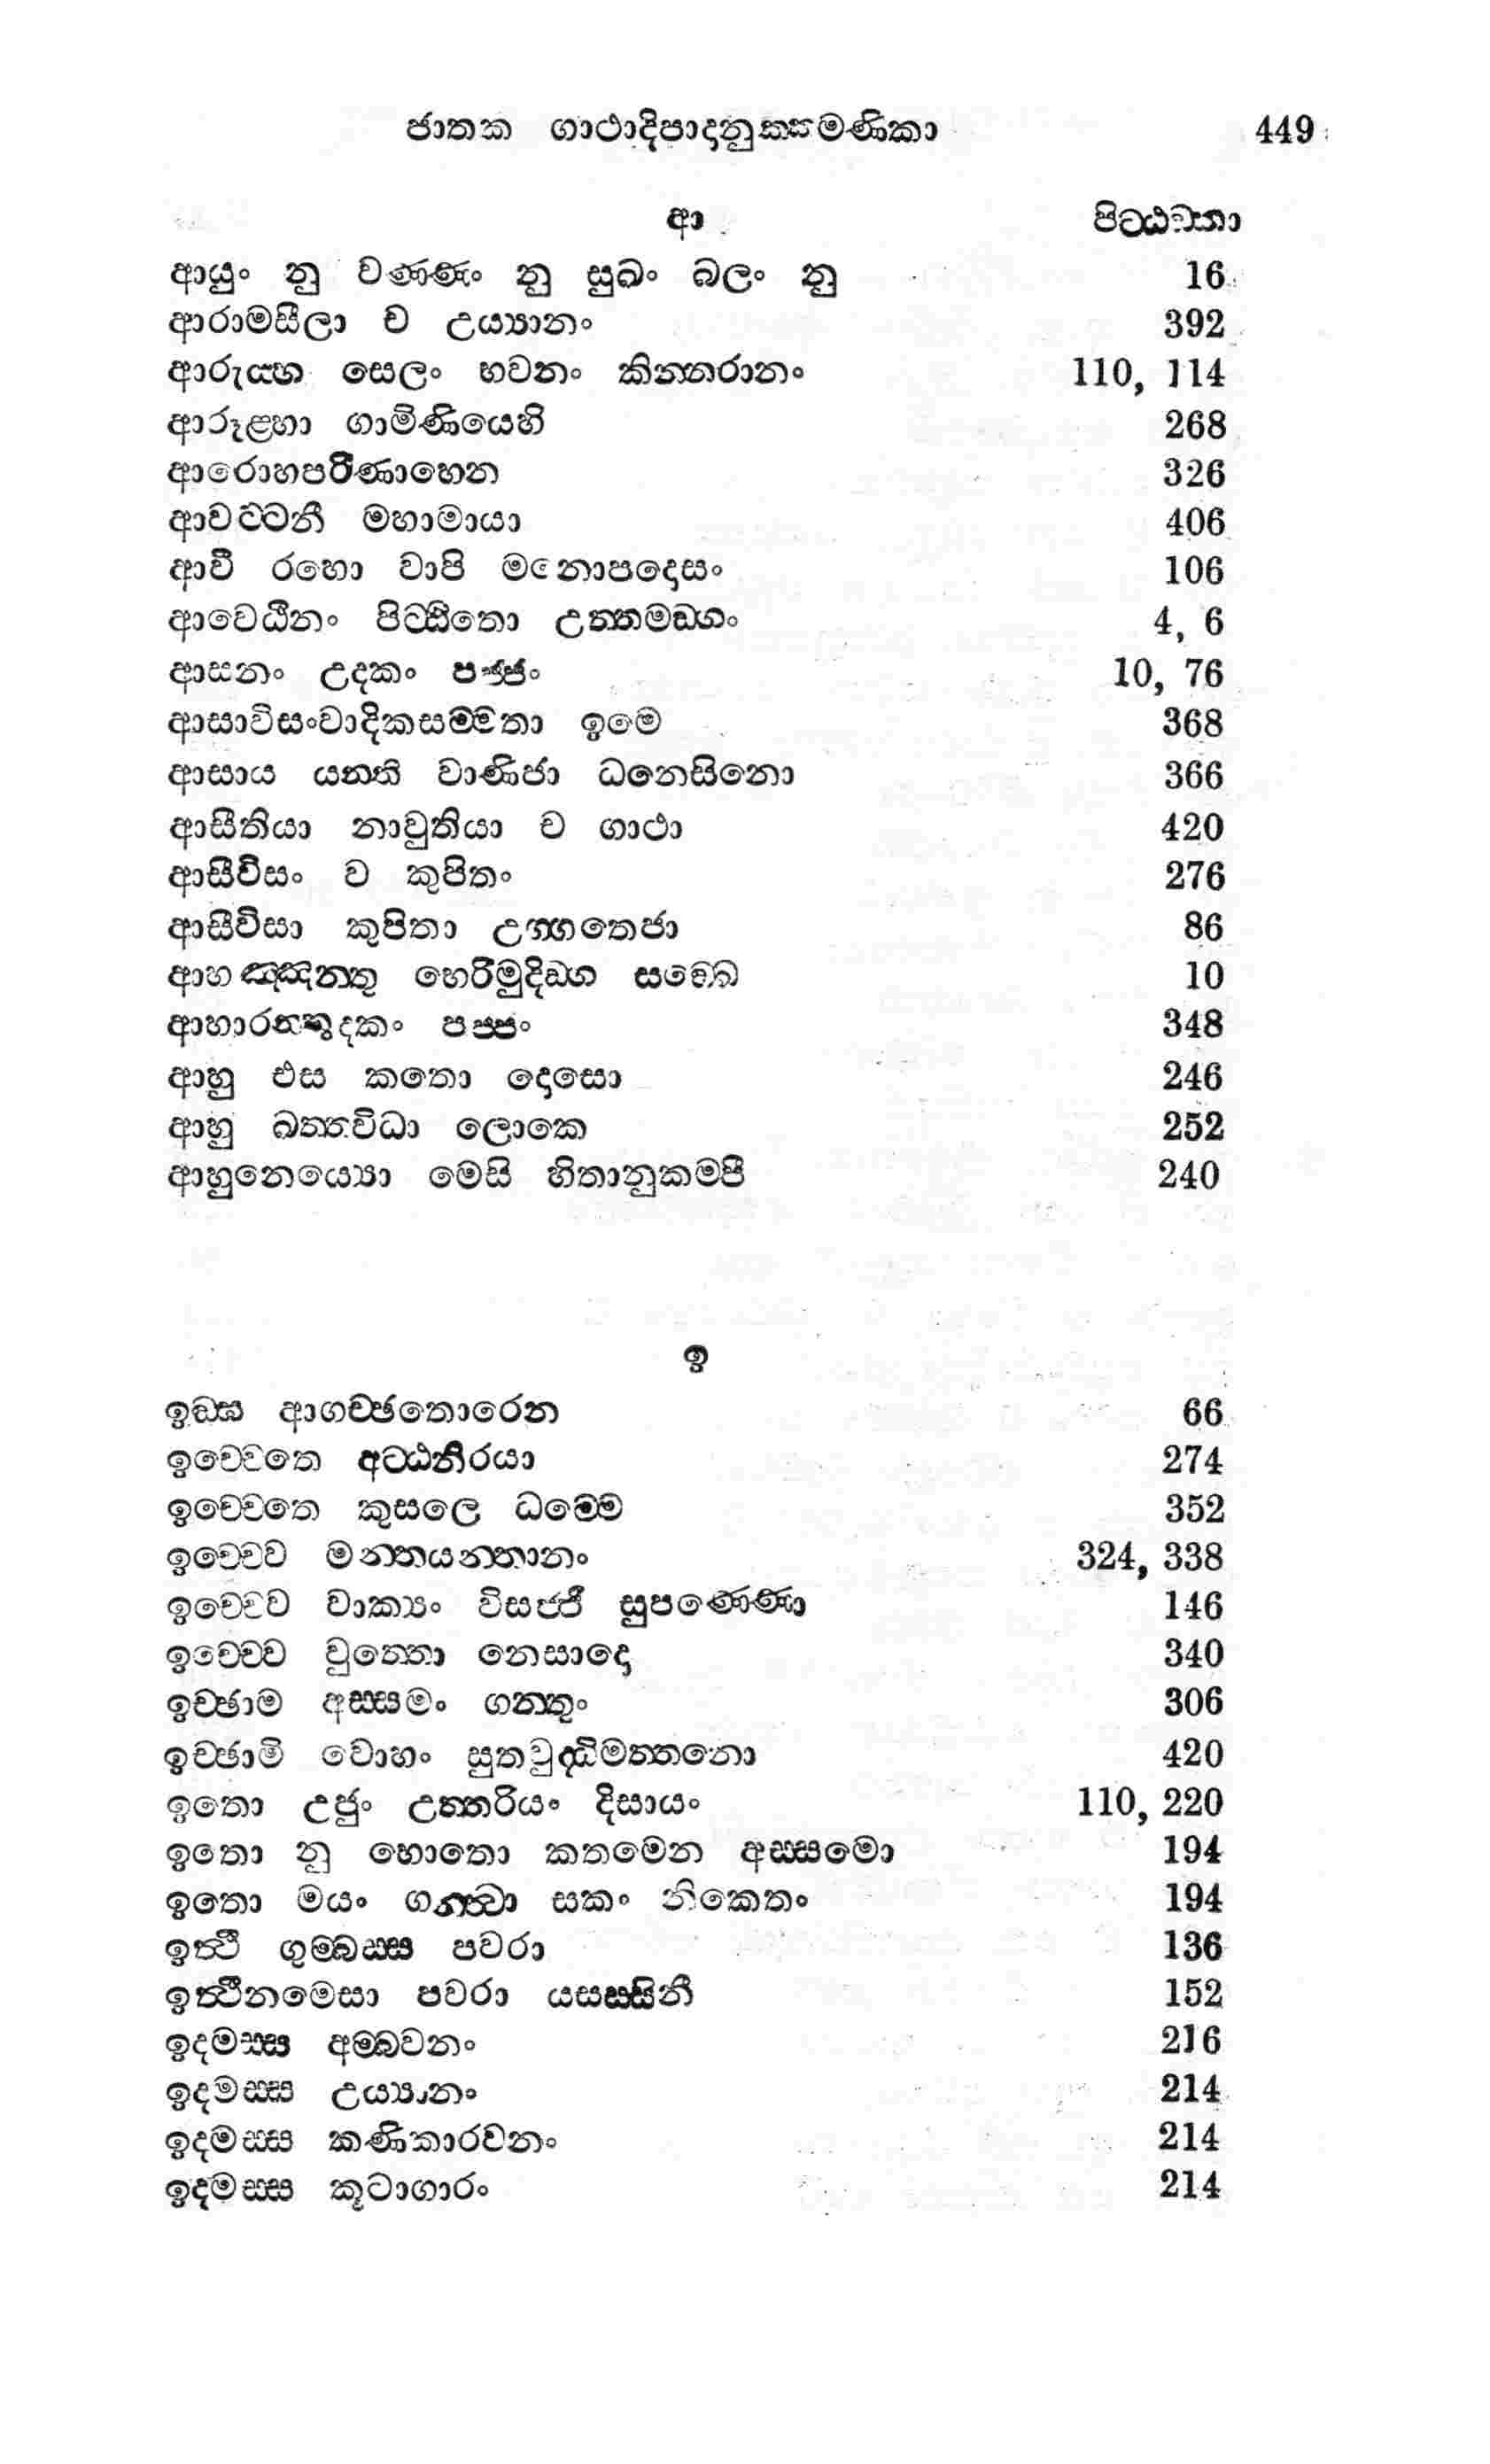 ජාතක ගාථාදිපාදානුක්කමණිකා 449
ආ පිට්ඨඞ්කා
ආයුං නු වණ්ණං නු සුඛං බලං නු 16
ආරාමසීලා ච උය්‍යානං 392
ආරුය්හ සෙලං භවනං කින්නරානං 110, 114
ආරූළ්හා ගාමිණියෙහි 268
ආරොහපරිණාහෙන 326
ආවට්ටනී මහාමායා 406
ආවී රහො වාපි මනොපදොසං 106
ආවෙඨිතං පිට්ඨිතො උත්තමඞ්ගං 4, 6
ආසනං උදකං පජ්ජං 10, 76
ආසාවිසංවාදිකසම්මතා ඉමෙ 368
ආසාය යන්ති වාණිජා ධනෙසිනො 366
ආසීතියා නාවුතියා ච ගාථා 420
ආසීවිසං ව කුපිතං 276
ආසීවිසා කුපිතා උග්ගතෙජා 86
ආහඤ්ඤන්තු භෙරිමුදිඞ්ග සඞ්ඛෙ 10
ආහාරන්තුදකං පජ්ජං 348
ආහු එස කතො දොසො 246
ආහු ඛත්තවිධා ලොකෙ 252
ආහුනෙය්‍යො මෙසි හිතානුකම්පී 240
ඉ
ඉඞ්ඝ ආගච්ඡතොරෙන 66
ඉච්චෙතෙ අට්ඨනිරයා 274
ඉච්චෙතෙ කුසලෙ ධම්මෙ 352
ඉච්චෙව මන්තයන්තානං 324, 338
ඉච්චෙව වාක්‍යං විසජ්ජී සුපණ්ණො 146
ඉච්චෙව වුත්තො නෙසාදො 340
ඉච්ඡාම අස්සමං ගන්තුං 306
ඉච්ඡාමි වොහං සුතවුද්ධිමත්තනො 420
ඉතො උජුං උත්තරියං දිසායං 110, 220
ඉතො නු භොතො කතමෙන අස්සමො 194
ඉතො මයං ගන්ත්වා සකං නිකෙතං 194
ඉත්ථී ගුම්බස්ස පවරා 136
ඉත්ථීනමෙසා පවරා යසස්සිනී 152
ඉදමස්ස අම්බවනං 216
ඉදමස්ස උය්‍යානං 214
ඉදමස්ස කණිකාරවනං 214
ඉදමස්ස කූටාගාරං 214